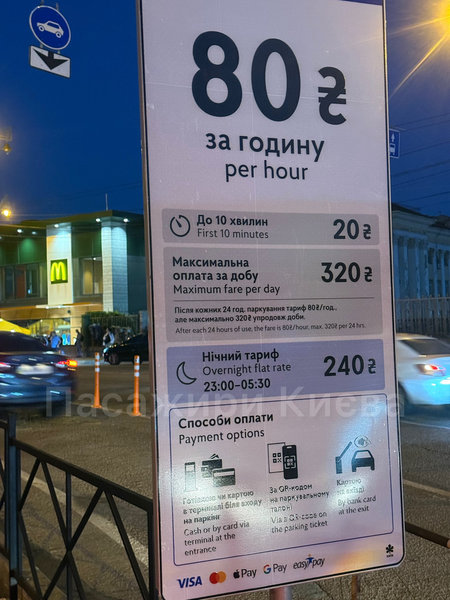 80 ₴
за годину
per hour
До 10 хвилин
First 10 minutes
20 ₴
Максимальна
оплата за добу
Maximum fare per day
320 ₴
Після кожних 24 год. паркування тариф 80₴/год.,
але максимально 320₴ упродовж доби.
After each 24 hours of use, the fare is 80₴/hour, max. 320₴ per 24 hrs.
Нічний тариф
Overnight flat rate
23:00–05:30
240 ₴
Пасажири Києва
Способи оплати
Payment options
Готівкою чи картою
в терміналі біля входу
на паркінг
Cash or by card via
terminal at the
entrance
За QR-кодом
на паркувальному
талоні
Via a QR-code on
the parking ticket
Картою
на виїзді
By bank card
at the exit
VISA
Pay
G Pay
easypay